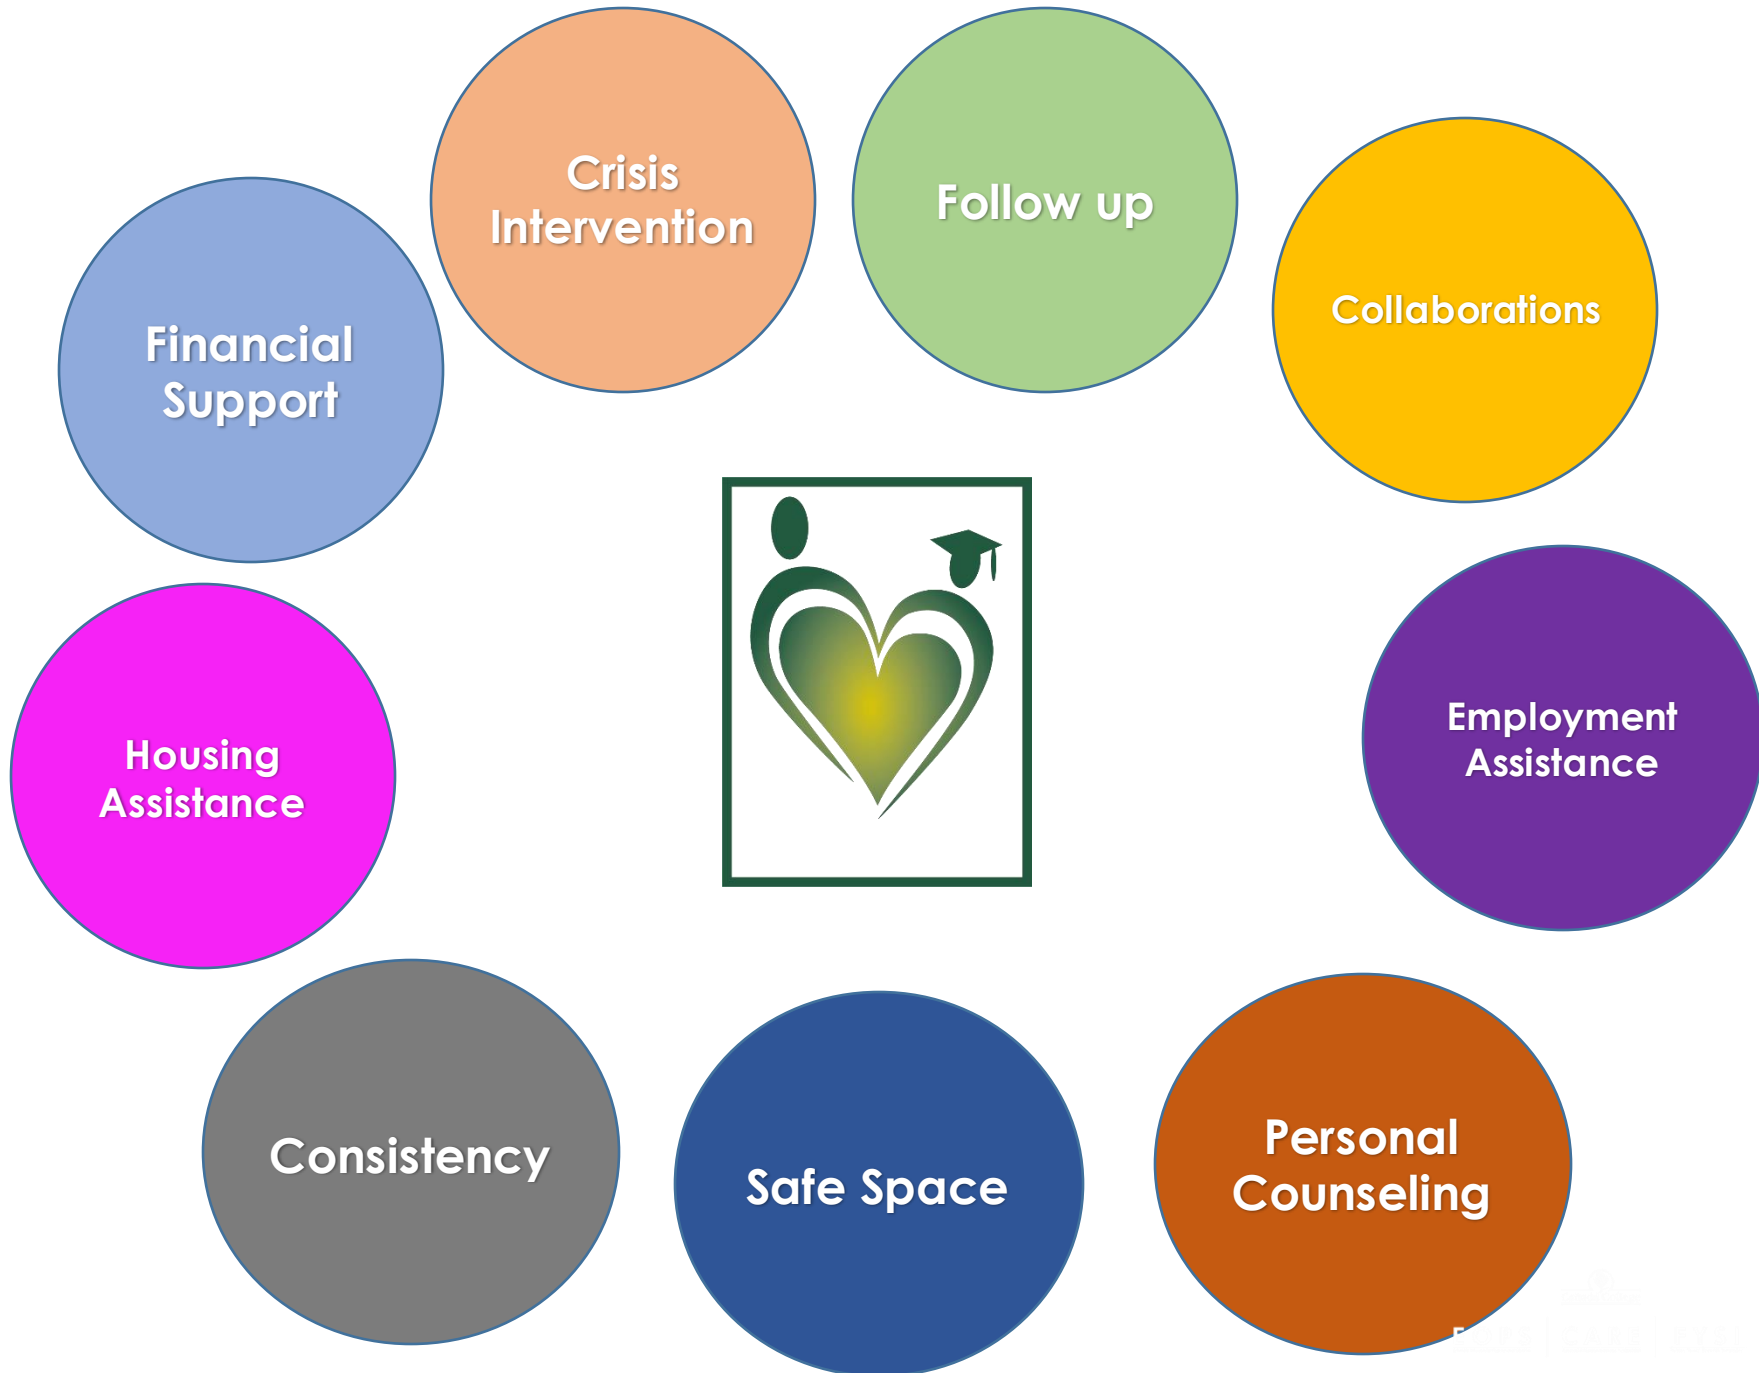 Crisis
Intervention
Follow up
Collaborations
Financial
Support
Employment
Assistance
Housing
Assistance
Consistency
Safe Space
Personal
Counseling